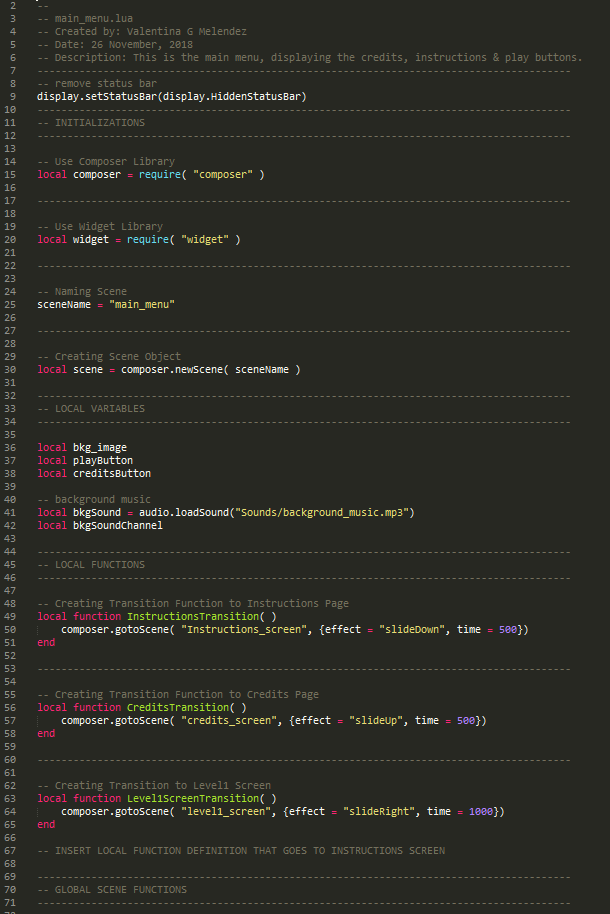 2 --
3 -- main_menu.lua
4 -- Created by: Valentina G Melendez
5 -- Date: 26 November, 2018
6 -- Description: This is the main menu, displaying the credits, instructions & play buttons.
7 -----------------------------------------------------------------------------------------
8 -- remove status bar
9 display.setStatusBar(display.HiddenStatusBar)
10 -----------------------------------------------------------------------------------------
11 -- INITIALIZATIONS
12 -----------------------------------------------------------------------------------------
13
14 -- Use Composer Library
15 local composer = require( "composer" )
16
17 -----------------------------------------------------------------------------------------
18
19 -- Use Widget Library
20 local widget = require( "widget" )
21
22 -----------------------------------------------------------------------------------------
23
24 -- Naming Scene
25 sceneName = "main_menu"
26
27 -----------------------------------------------------------------------------------------
28
29 -- Creating Scene Object
30 local scene = composer.newScene( sceneName )
31
32 -----------------------------------------------------------------------------------------
33 -- LOCAL VARIABLES
34 -----------------------------------------------------------------------------------------
35
36 local bkg_image
37 local playButton
38 local creditsButton
39
40 -- background music
41 local bkgSound = audio.loadSound("Sounds/background_music.mp3")
42 local bkgSoundChannel
43
44 -----------------------------------------------------------------------------------------
45 -- LOCAL FUNCTIONS
46 -----------------------------------------------------------------------------------------
47
48 -- Creating Transition Function to Instructions Page
49 local function InstructionsTransition( )
50     composer.gotoScene( "Instructions_screen", {effect = "slideDown", time = 500})
51 end
52
53 -----------------------------------------------------------------------------------------
54
55 -- Creating Transition Function to Credits Page
56 local function CreditsTransition( )
57     composer.gotoScene( "credits_screen", {effect = "slideUp", time = 500})
58 end
59
60 -----------------------------------------------------------------------------------------
61
62 -- Creating Transition to Level1 Screen
63 local function Level1ScreenTransition( )
64     composer.gotoScene( "level1_screen", {effect = "slideRight", time = 1000})
65 end
66
67 -- INSERT LOCAL FUNCTION DEFINITION THAT GOES TO INSTRUCTIONS SCREEN
68
69 -----------------------------------------------------------------------------------------
70 -- GLOBAL SCENE FUNCTIONS
71 -----------------------------------------------------------------------------------------